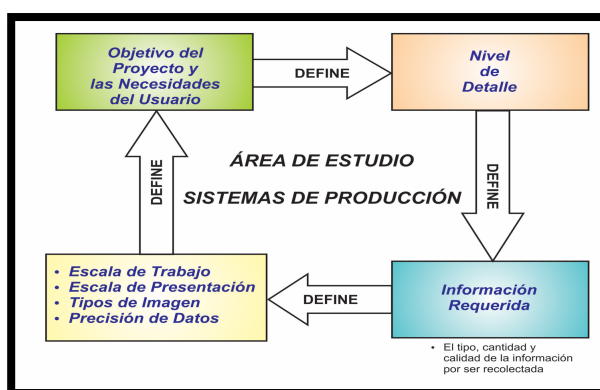 Objetivo del
Proyecto y
las Necesidades
del Usuario
DEFINE
Nivel
de
Detalle
DEFINE
ÁREA DE ESTUDIO
SISTEMAS DE PRODUCCIÓN
DEFINE
• Escala de Trabajo
• Escala de Presentación
• Tipos de Imagen
• Precisión de Datos
DEFINE
Información
Requerida
• El tipo, cantidad y
calidad de la información
por ser recolectada